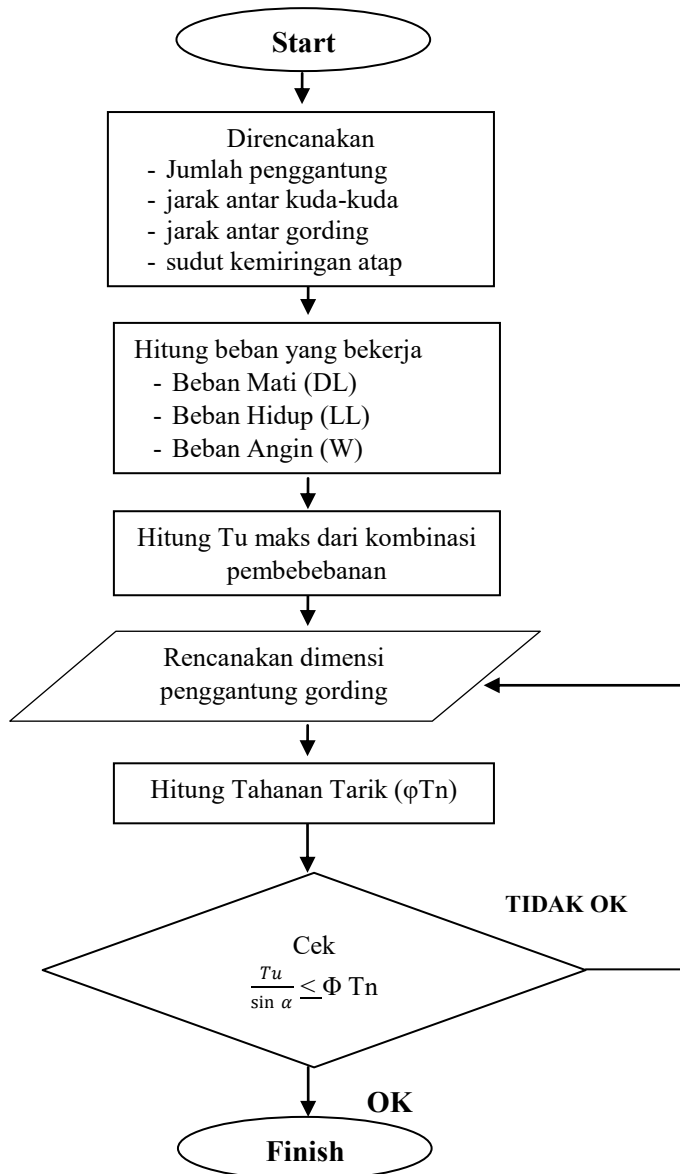 Start
Direncanakan
- Jumlah penggantung
- jarak antar kuda-kuda
- jarak antar gording
- sudut kemiringan atap
Hitung beban yang bekerja
- Beban Mati (DL)
- Beban Hidup (LL)
- Beban Angin (W)
Hitung Tu maks dari kombinasi
pembebebanan
Rencanakan dimensi
penggantung gording
Hitung Tahanan Tarik (φTn)
TIDAK OK
Cek
Tu / sin α ≤ Φ Tn
OK
Finish